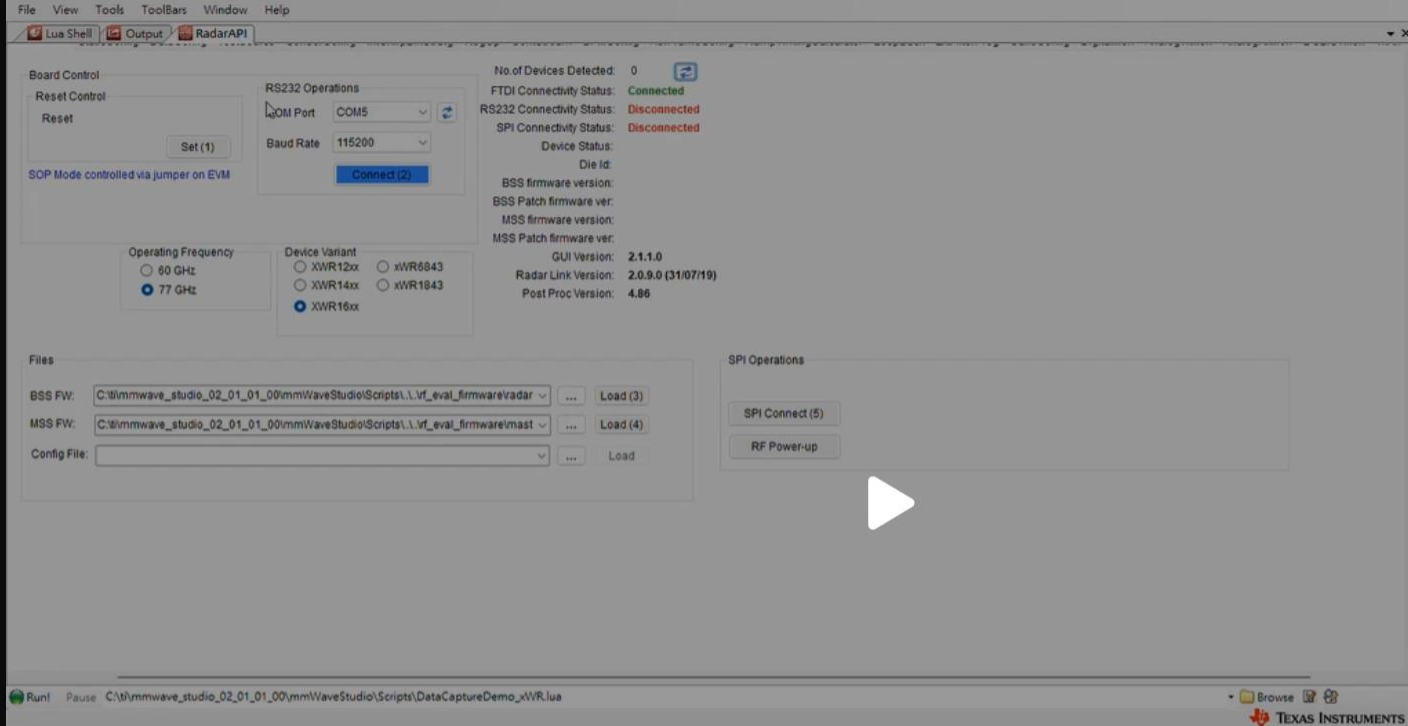 File View Tools ToolBars Window Help
Lua Shell Output RadarAPI
Board Control
Reset Control
Reset
Set (1)
SOP Mode controlled via jumper on EVM
RS232 Operations
COM Port COM5
Baud Rate 115200
Connect (2)
No.of Devices Detected: 0
FTDI Connectivity Status: Connected
RS232 Connectivity Status: Disconnected
SPI Connectivity Status: Disconnected
Device Status:
Die Id:
BSS firmware version:
BSS Patch firmware ver:
MSS firmware version:
MSS Patch firmware ver:
GUI Version: 2.1.1.0
Radar Link Version: 2.0.9.0 (31/07/19)
Post Proc Version: 4.86
Operating Frequency
60 GHz
77 GHz
Device Variant
XWR12xx xWR6843
XWR14xx xWR1843
XWR16xx
Files
BSS FW: C:\ti\mmwave_studio_02_01_01_00\mmWaveStudio\Scripts\..\..\rf_eval_firmware\radar ... Load (3)
MSS FW: C:\ti\mmwave_studio_02_01_01_00\mmWaveStudio\Scripts\..\..\rf_eval_firmware\mast ... Load (4)
Config File: ... Load
SPI Operations
SPI Connect (5)
RF Power-up
Run! Pause C:\ti\mmwave_studio_02_01_01_00\mmWaveStudio\Scripts\DataCaptureDemo_xWR.lua Browse
TEXAS INSTRUMENTS